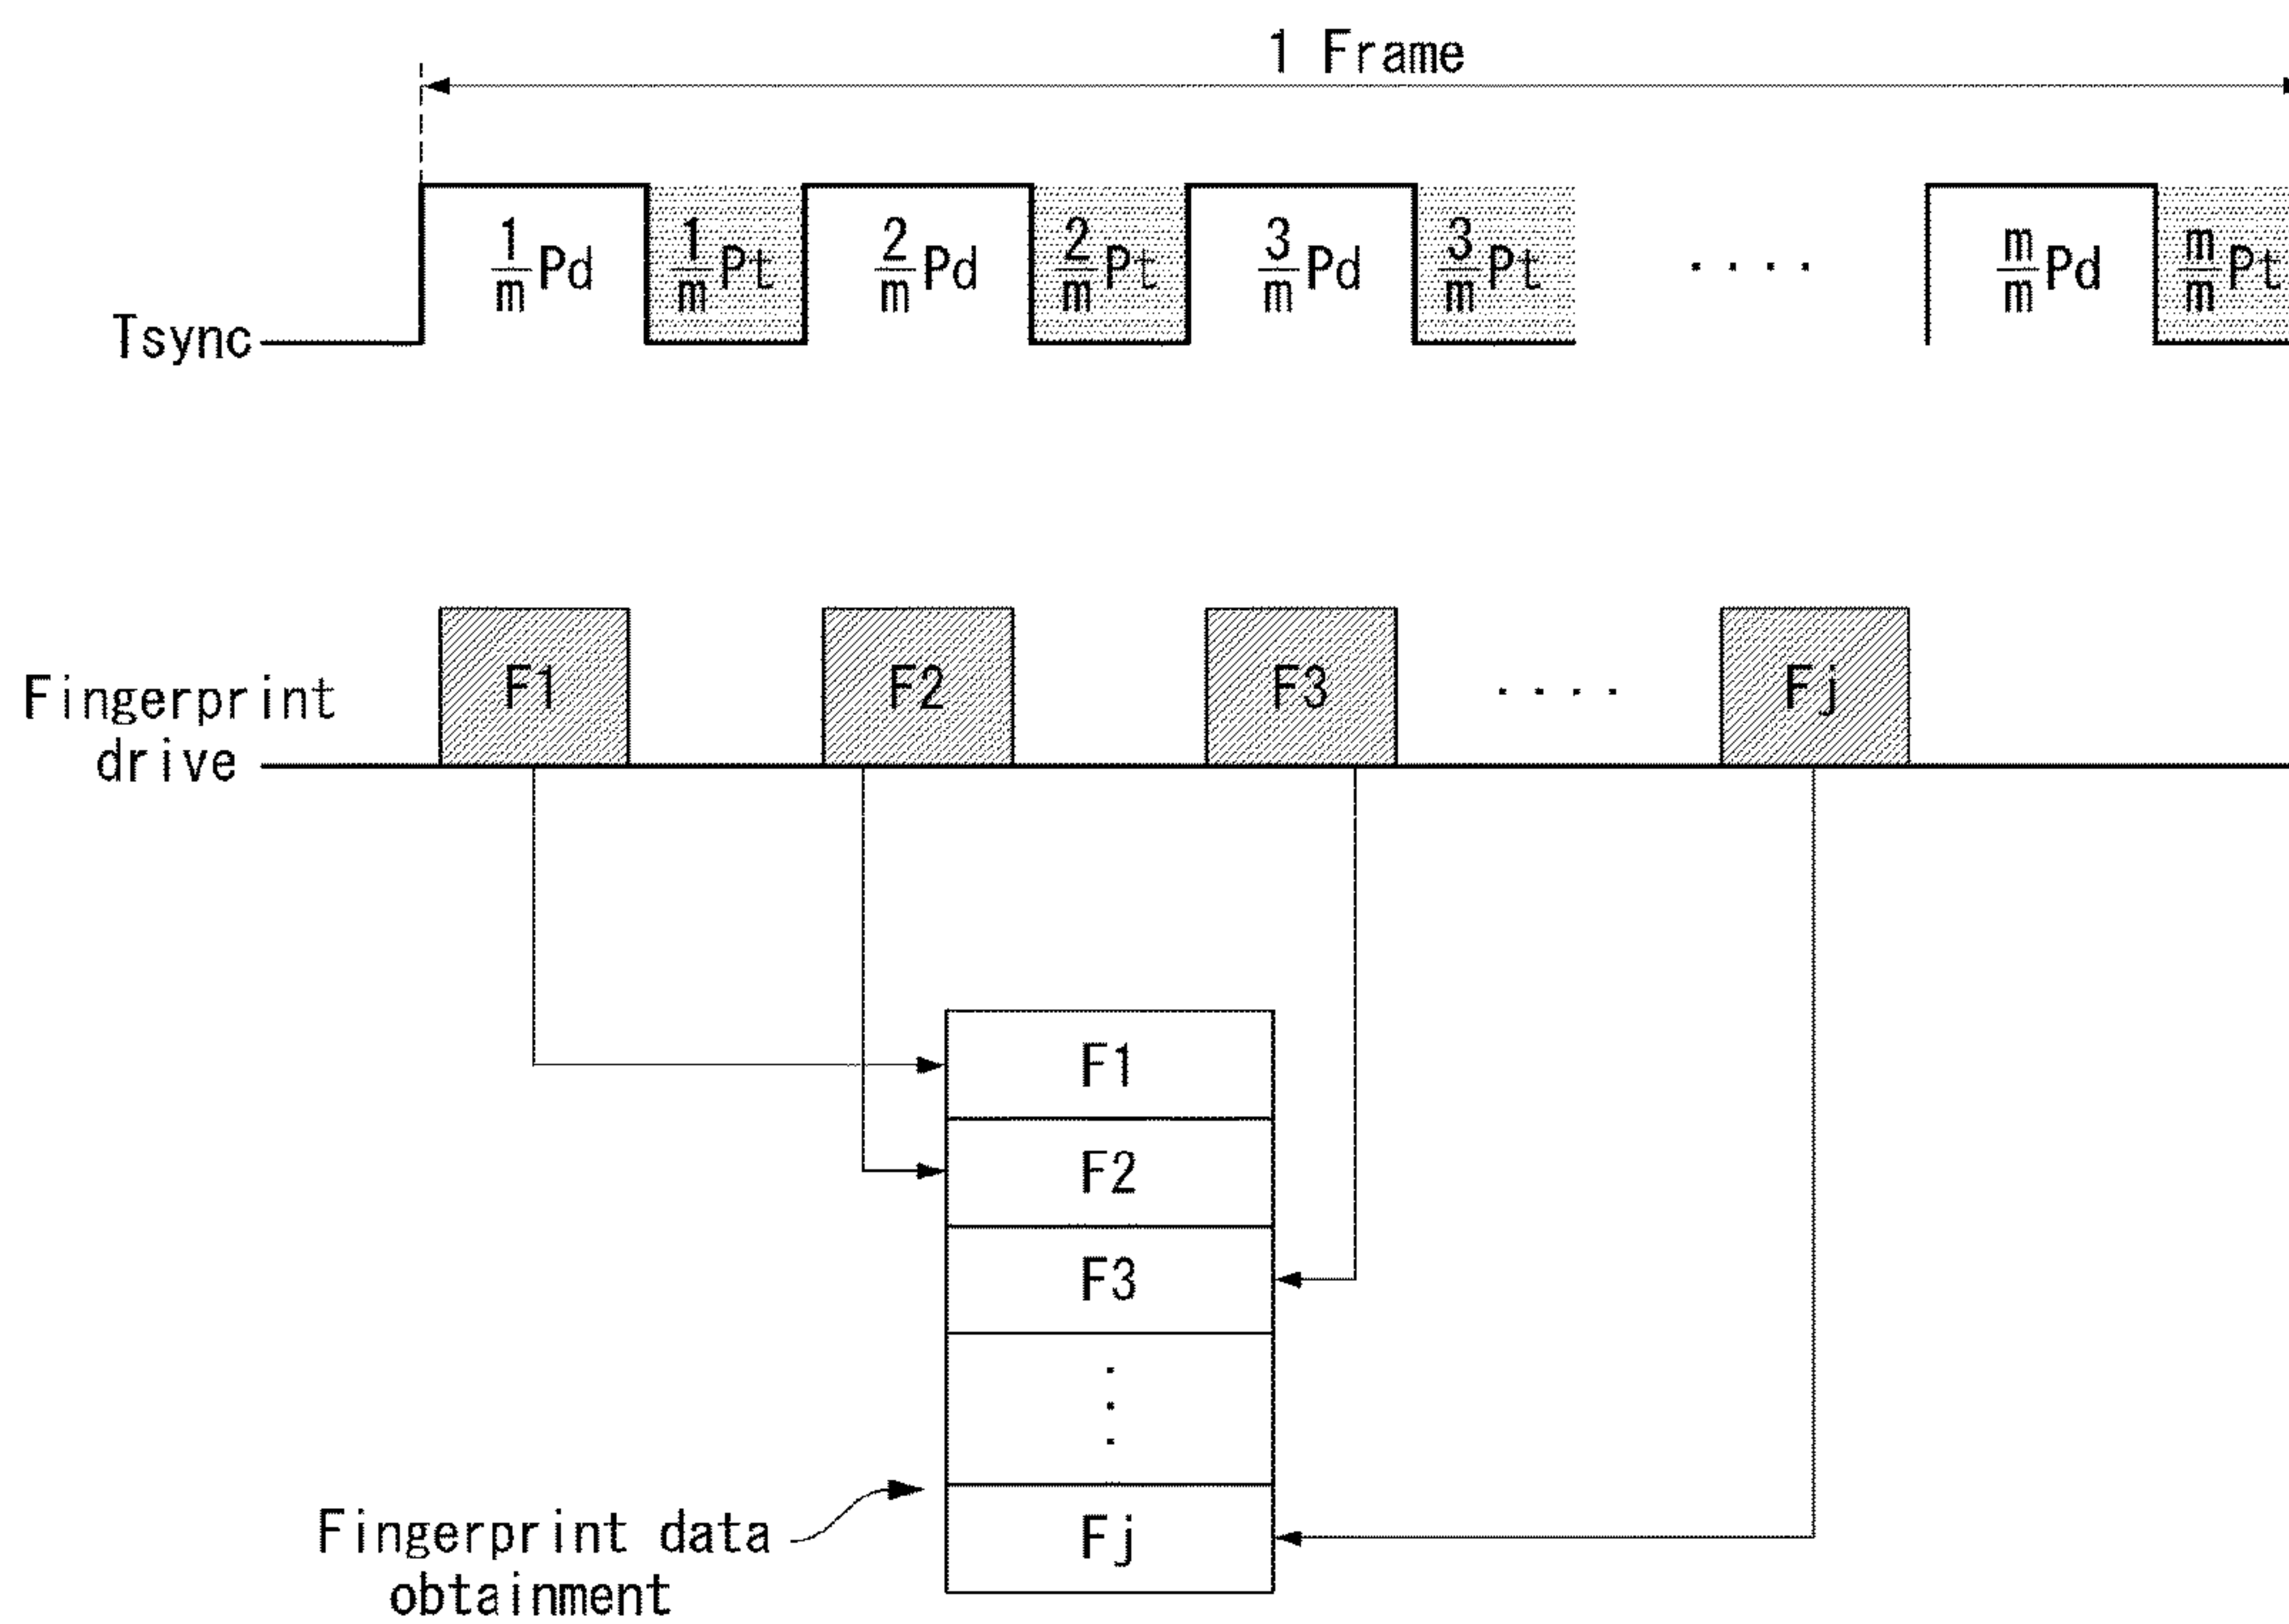 1 Frame
1/m Pd 1/m Pt 2/m Pd 2/m Pt 3/m Pd 3/m Pt ···· m/m Pd m/m Pt
Tsync
F1 F2 F3 ···· Fj
Fingerprint
drive
F1
F2
F3
Fj
Fingerprint data
obtainment